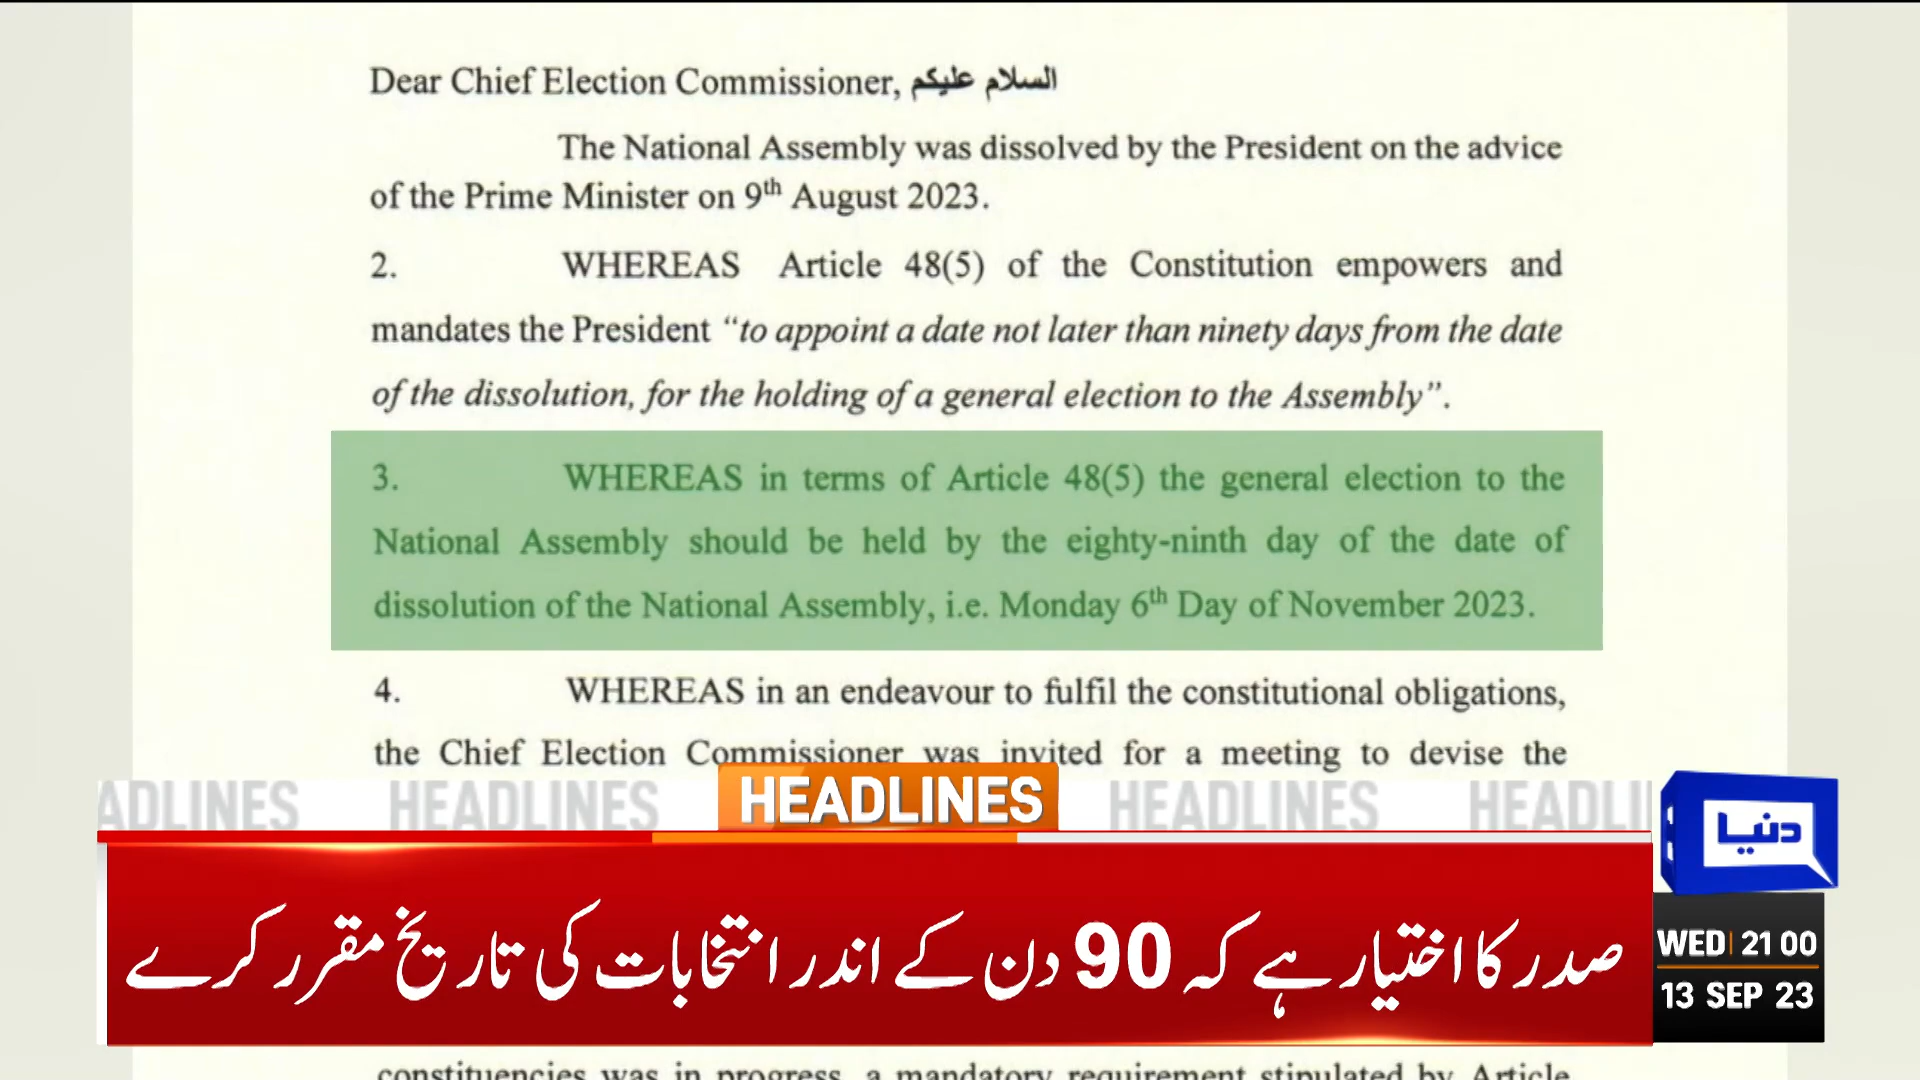 Dear Chief Election Commissioner, السلام علیکم
The National Assembly was dissolved by the President on the advice
of the Prime Minister on 9th August 2023.
2. WHEREAS Article 48(5) of the Constitution empowers and
mandates the President “to appoint a date not later than ninety days from the date
of the dissolution, for the holding of a general election to the Assembly”.
3. WHEREAS in terms of Article 48(5) the general election to the
National Assembly should be held by the eighty-ninth day of the date of
dissolution of the National Assembly, i.e. Monday 6th Day of November 2023.
4. WHEREAS in an endeavour to fulfil the constitutional obligations,
the Chief Election Commissioner was invited for a meeting to devise the
ADLINES HEADLINES HEADLINES HEADLINES HEADLI
دنیا
صدر کا اختیار ہے کہ 90 دن کے اندر انتخابات کی تاریخ مقرر کرے
WED 21 00
13 SEP 23
constituencies was in progress, a mandatory requirement stipulated by Article